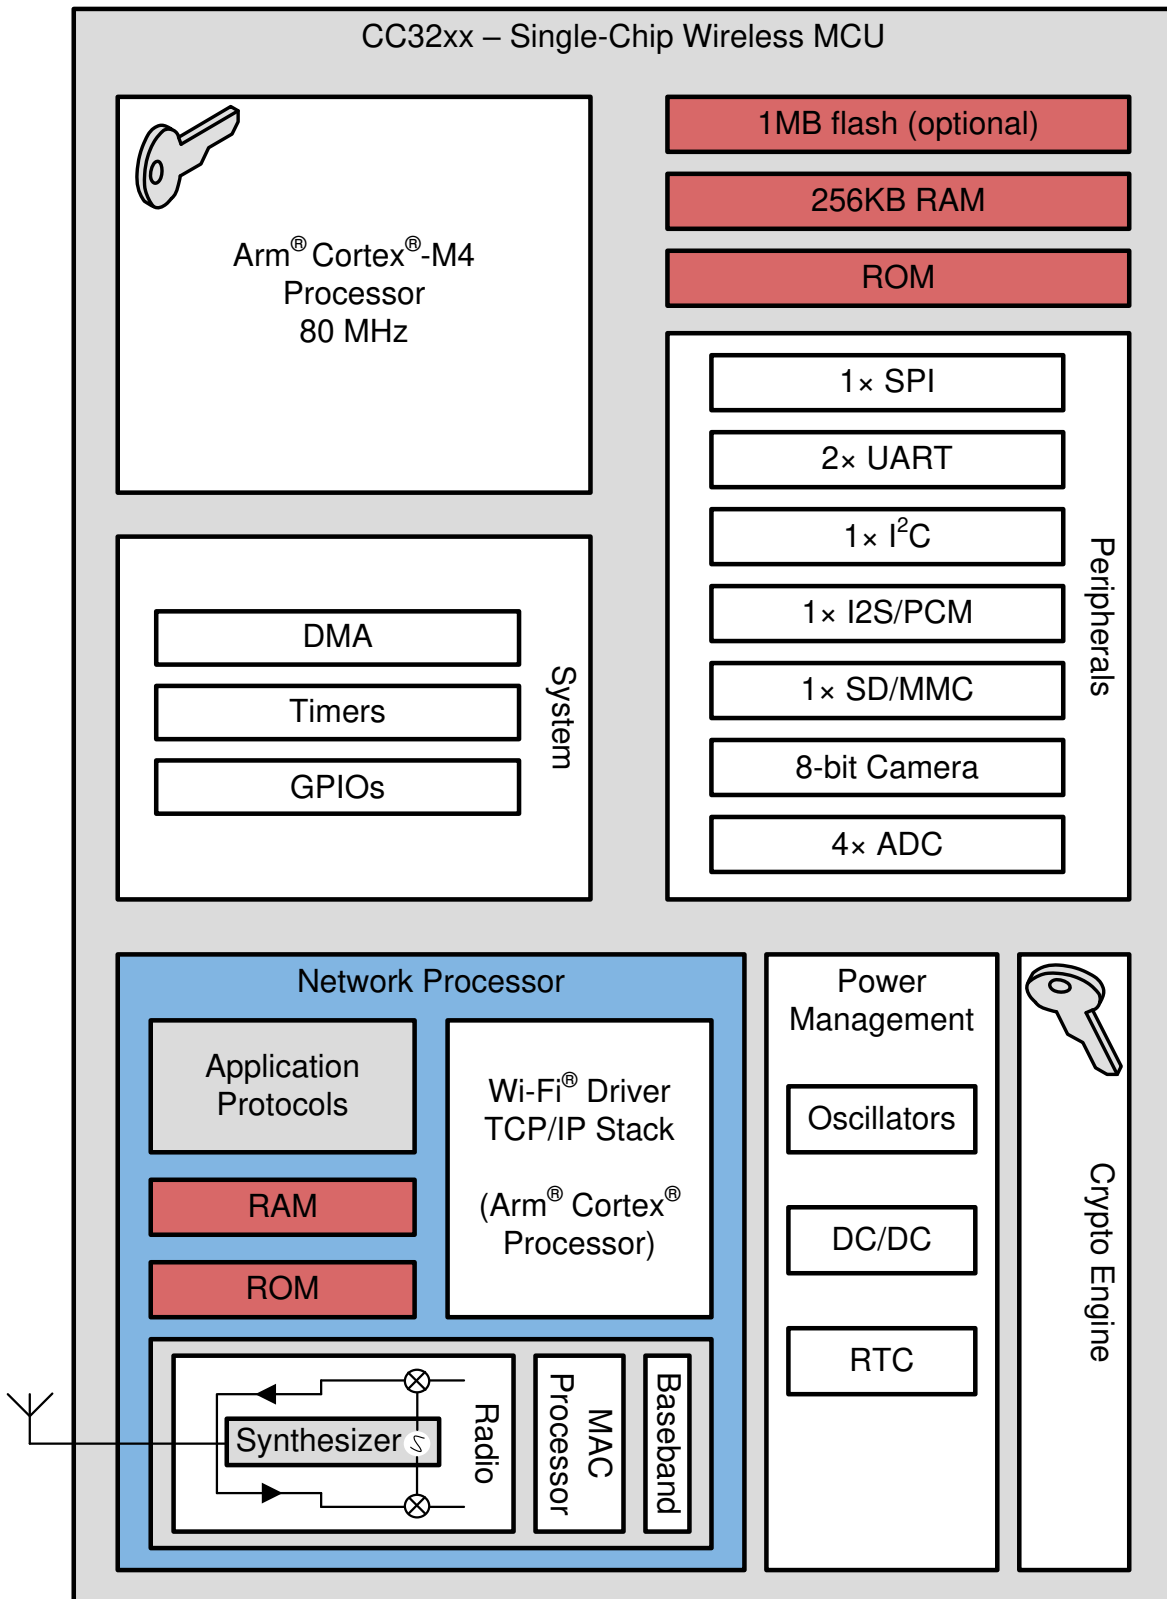 CC32xx – Single-Chip Wireless MCU
Arm® Cortex®-M4
Processor
80 MHz
1MB flash (optional)
256KB RAM
ROM
1× SPI
2× UART
1× I²C
1× I2S/PCM
1× SD/MMC
8-bit Camera
4× ADC
Peripherals
DMA
Timers
GPIOs
System
Network Processor
Application
Protocols
RAM
ROM
Wi-Fi® Driver
TCP/IP Stack
(Arm® Cortex®
Processor)
Synthesizer
Radio
MAC
Processor
Baseband
Power
Management
Oscillators
DC/DC
RTC
Crypto Engine